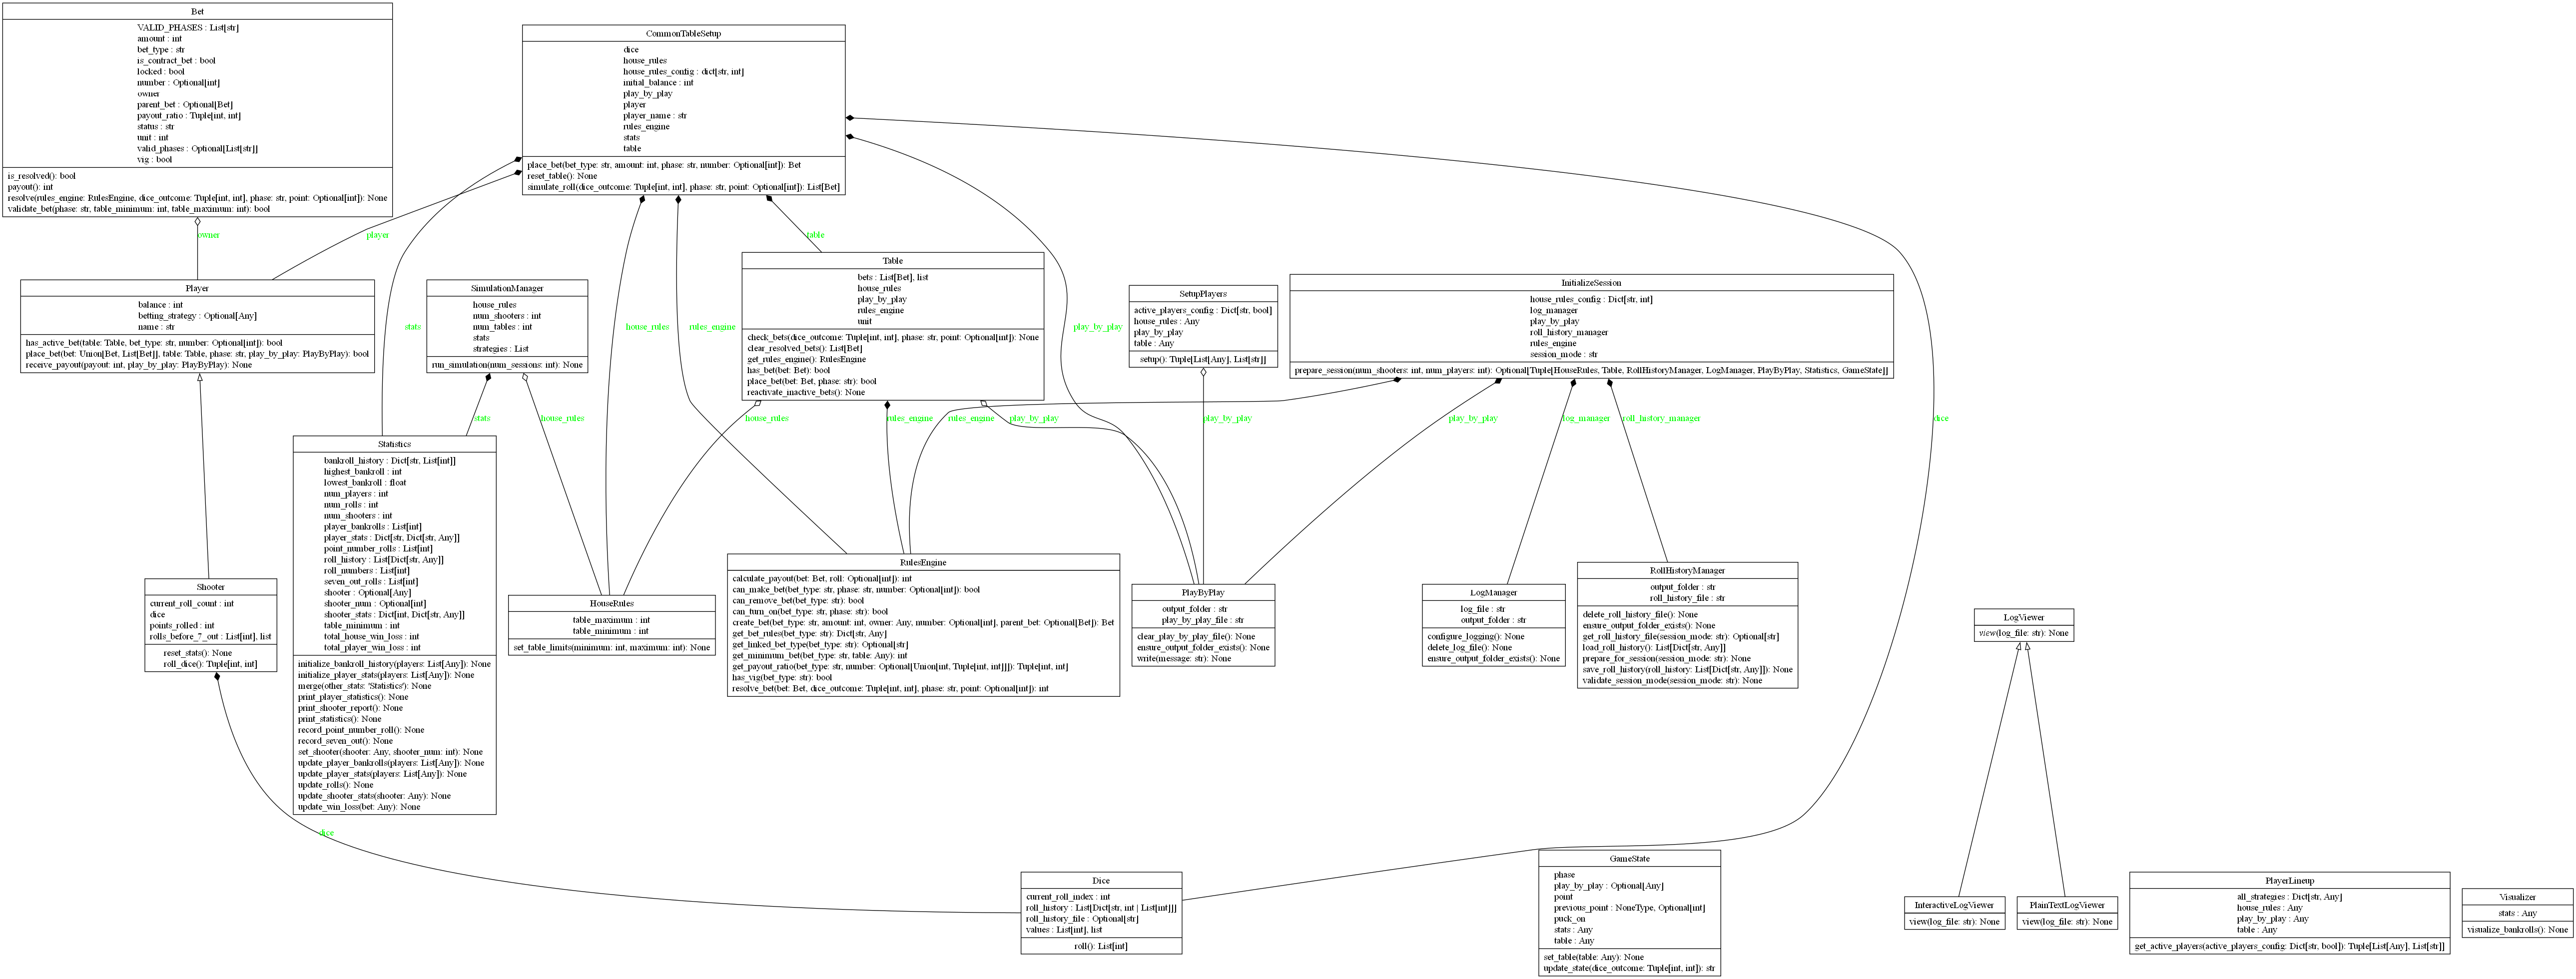 Bet
VALID_PHASES : List[str]
amount : int
bet_type : str
is_contract_bet : bool
locked : bool
number : Optional[int]
owner
parent_bet : Optional[Bet]
payout_ratio : Tuple[int, int]
status : str
unit : int
valid_phases : Optional[List[str]]
vig : bool
is_resolved(): bool
payout(): int
resolve(rules_engine: RulesEngine, dice_outcome: Tuple[int, int], phase: str, point: Optional[int]): None
validate_bet(phase: str, table_minimum: int, table_maximum: int): bool
CommonTableSetup
dice
house_rules
house_rules_config : dict[str, int]
initial_balance : int
play_by_play
player
player_name : str
rules_engine
stats
table
place_bet(bet_type: str, amount: int, phase: str, number: Optional[int]): Bet
reset_table(): None
simulate_roll(dice_outcome: Tuple[int, int], phase: str, point: Optional[int]): List[Bet]
owner
player
table
Player
balance : int
betting_strategy : Optional[Any]
name : str
has_active_bet(table: Table, bet_type: str, number: Optional[int]): bool
place_bet(bet: Union[Bet, List[Bet]], table: Table, phase: str, play_by_play: PlayByPlay): bool
receive_payout(payout: int, play_by_play: PlayByPlay): None
stats
SimulationManager
house_rules
num_shooters : int
num_tables : int
stats
strategies : List
run_simulation(num_sessions: int): None
house_rules
rules_engine
Table
bets : List[Bet], list
house_rules
play_by_play
rules_engine
unit
check_bets(dice_outcome: Tuple[int, int], phase: str, point: Optional[int]): None
clear_resolved_bets(): List[Bet]
get_rules_engine(): RulesEngine
has_bet(bet: Bet): bool
place_bet(bet: Bet, phase: str): bool
reactivate_inactive_bets(): None
play_by_play
SetupPlayers
active_players_config : Dict[str, bool]
house_rules : Any
play_by_play
table : Any
setup(): Tuple[List[Any], List[str]]
InitializeSession
house_rules_config : Dict[str, int]
log_manager
play_by_play
roll_history_manager
rules_engine
session_mode : str
prepare_session(num_shooters: int, num_players: int): Optional[Tuple[HouseRules, Table, RollHistoryManager, LogManager, PlayByPlay, Statistics, GameState]]
stats
house_rules
house_rules
rules_engine
rules_engine
play_by_play
play_by_play
play_by_play
log_manager
roll_history_manager
dice
Statistics
bankroll_history : Dict[str, List[int]]
highest_bankroll : int
lowest_bankroll : float
num_players : int
num_rolls : int
num_shooters : int
player_bankrolls : List[int]
player_stats : Dict[str, Dict[str, Any]]
point_number_rolls : List[int]
roll_history : List[Dict[str, Any]]
roll_numbers : List[int]
seven_out_rolls : List[int]
shooter : Optional[Any]
shooter_num : Optional[int]
shooter_stats : Dict[int, Dict[str, Any]]
table_minimum : int
total_house_win_loss : int
total_player_win_loss : int
initialize_bankroll_history(players: List[Any]): None
initialize_player_stats(players: List[Any]): None
merge(other_stats: 'Statistics'): None
print_player_statistics(): None
print_shooter_report(): None
print_statistics(): None
record_point_number_roll(): None
record_seven_out(): None
set_shooter(shooter: Any, shooter_num: int): None
update_player_bankrolls(players: List[Any]): None
update_player_stats(players: List[Any]): None
update_rolls(): None
update_shooter_stats(shooter: Any): None
update_win_loss(bet: Any): None
Shooter
current_roll_count : int
dice
points_rolled : int
rolls_before_7_out : List[int], list
reset_stats(): None
roll_dice(): Tuple[int, int]
HouseRules
table_maximum : int
table_minimum : int
set_table_limits(minimum: int, maximum: int): None
RulesEngine
calculate_payout(bet: Bet, roll: Optional[int]): int
can_make_bet(bet_type: str, phase: str, number: Optional[int]): bool
can_remove_bet(bet_type: str): bool
can_turn_on(bet_type: str, phase: str): bool
create_bet(bet_type: str, amount: int, owner: Any, number: Optional[int], parent_bet: Optional[Bet]): Bet
get_bet_rules(bet_type: str): Dict[str, Any]
get_linked_bet_type(bet_type: str): Optional[str]
get_minimum_bet(bet_type: str, table: Any): int
get_payout_ratio(bet_type: str, number: Optional[Union[int, Tuple[int, int]]]): Tuple[int, int]
has_vig(bet_type: str): bool
resolve_bet(bet: Bet, dice_outcome: Tuple[int, int], phase: str, point: Optional[int]): int
PlayByPlay
output_folder : str
play_by_play_file : str
clear_play_by_play_file(): None
ensure_output_folder_exists(): None
write(message: str): None
LogManager
log_file : str
output_folder : str
configure_logging(): None
delete_log_file(): None
ensure_output_folder_exists(): None
RollHistoryManager
output_folder : str
roll_history_file : str
delete_roll_history_file(): None
ensure_output_folder_exists(): None
get_roll_history_file(session_mode: str): Optional[str]
load_roll_history(): List[Dict[str, Any]]
prepare_for_session(session_mode: str): None
save_roll_history(roll_history: List[Dict[str, Any]]): None
validate_session_mode(session_mode: str): None
LogViewer
view(log_file: str): None
dice
Dice
current_roll_index : int
roll_history : List[Dict[str, int | List[int]]]
roll_history_file : Optional[str]
values : List[int], list
roll(): List[int]
GameState
phase
play_by_play : Optional[Any]
point
previous_point : NoneType, Optional[int]
puck_on
stats : Any
table : Any
set_table(table: Any): None
update_state(dice_outcome: Tuple[int, int]): str
InteractiveLogViewer
view(log_file: str): None
PlainTextLogViewer
view(log_file: str): None
PlayerLineup
all_strategies : Dict[str, Any]
house_rules : Any
play_by_play : Any
table : Any
get_active_players(active_players_config: Dict[str, bool]): Tuple[List[Any], List[str]]
Visualizer
stats : Any
visualize_bankrolls(): None